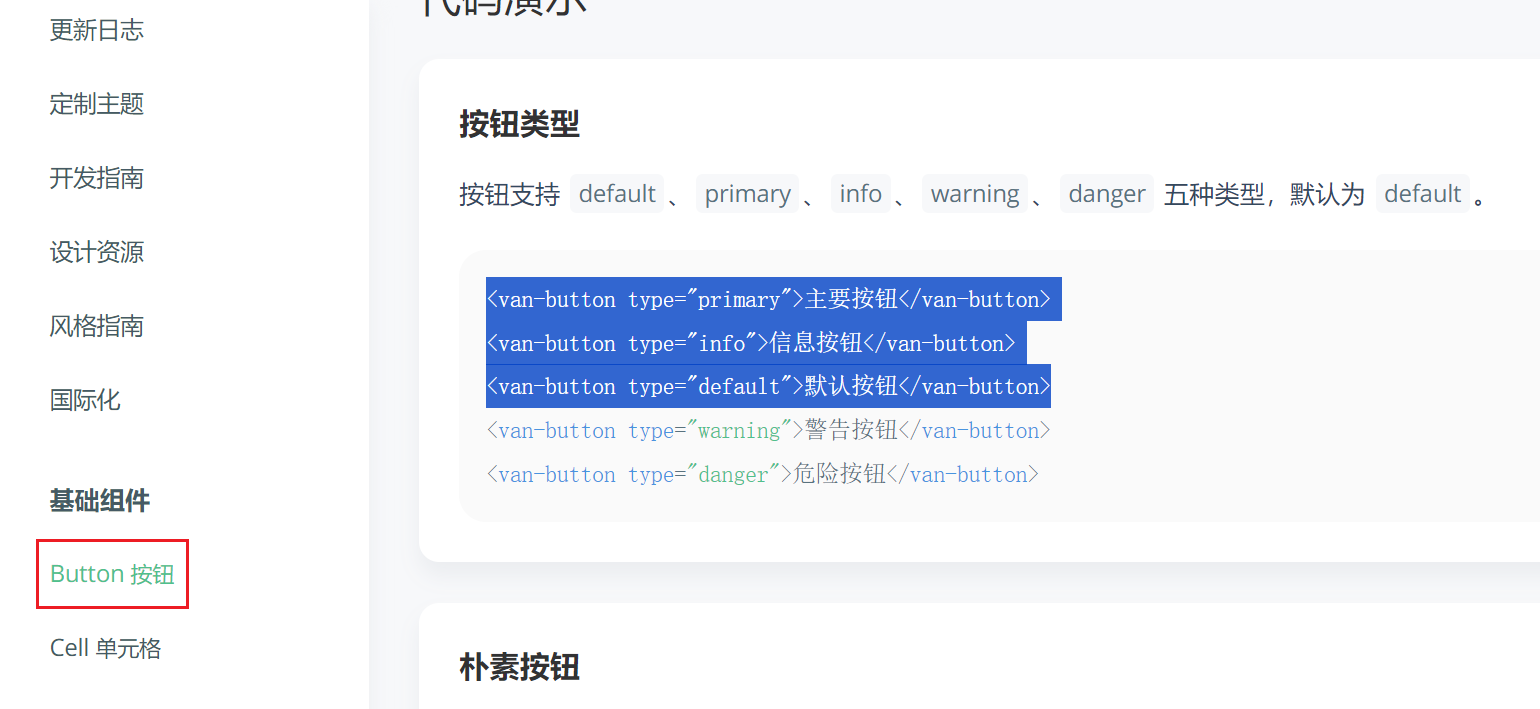 更新日志
定制主题
开发指南
设计资源
风格指南
国际化
基础组件
Button 按钮
Cell 单元格
代码演示
按钮类型
按钮支持 default 、 primary 、 info 、 warning 、 danger 五种类型，默认为 default 。
<van-button type="primary">主要按钮</van-button>
<van-button type="info">信息按钮</van-button>
<van-button type="default">默认按钮</van-button>
<van-button type="warning">警告按钮</van-button>
<van-button type="danger">危险按钮</van-button>
朴素按钮